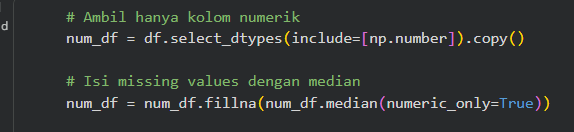 # Ambil hanya kolom numerik
d
num_df = df.select_dtypes(include=[np.number]).copy()
# Isi missing values dengan median
num_df = num_df.fillna(num_df.median(numeric_only=True))